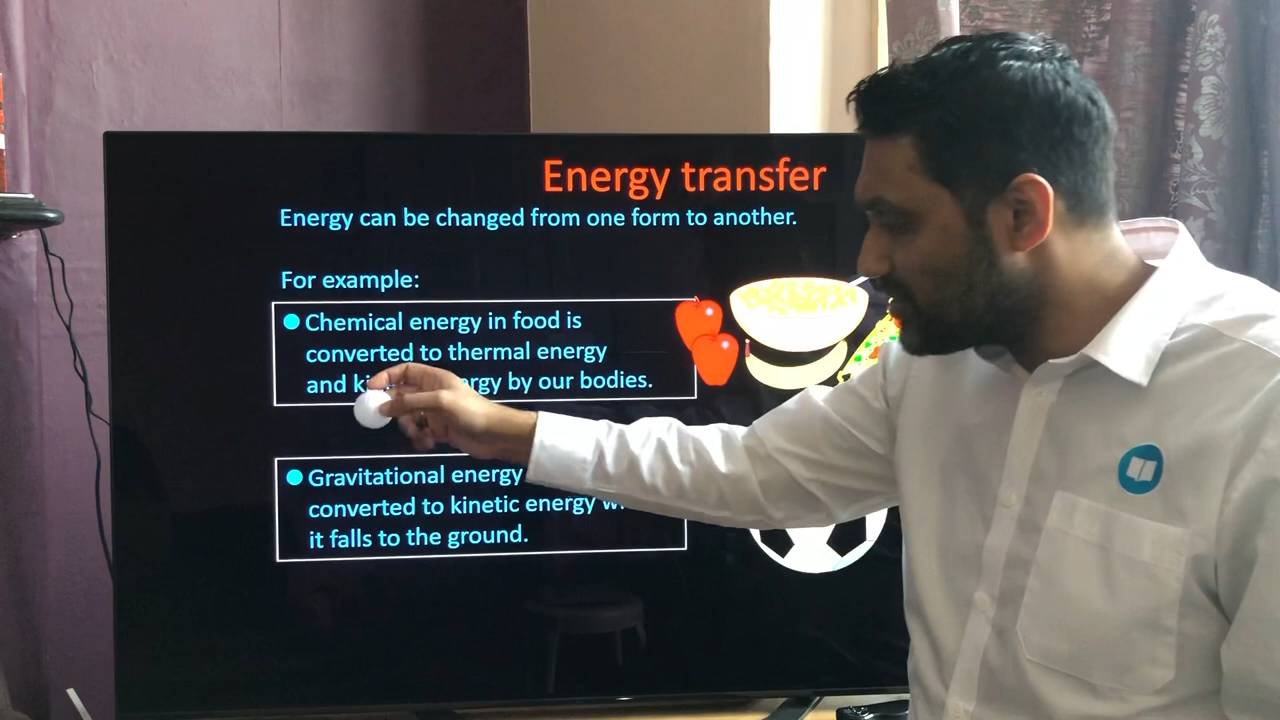 Energy transfer
Energy can be changed from one form to another.
For example:
Chemical energy in food is
converted to thermal energy
and by our bodies.
Gravitational energy
converted to kinetic energy
it falls to the ground.